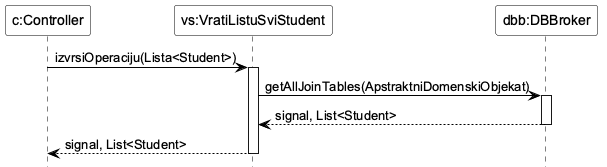 c:Controller
vs:VratiListuSviStudent
dbb:DBBroker
izvrsiOperaciju(Lista<Student>)
getAllJoinTables(ApstraktniDomenskiObjekat)
signal, List<Student>
signal, List<Student>